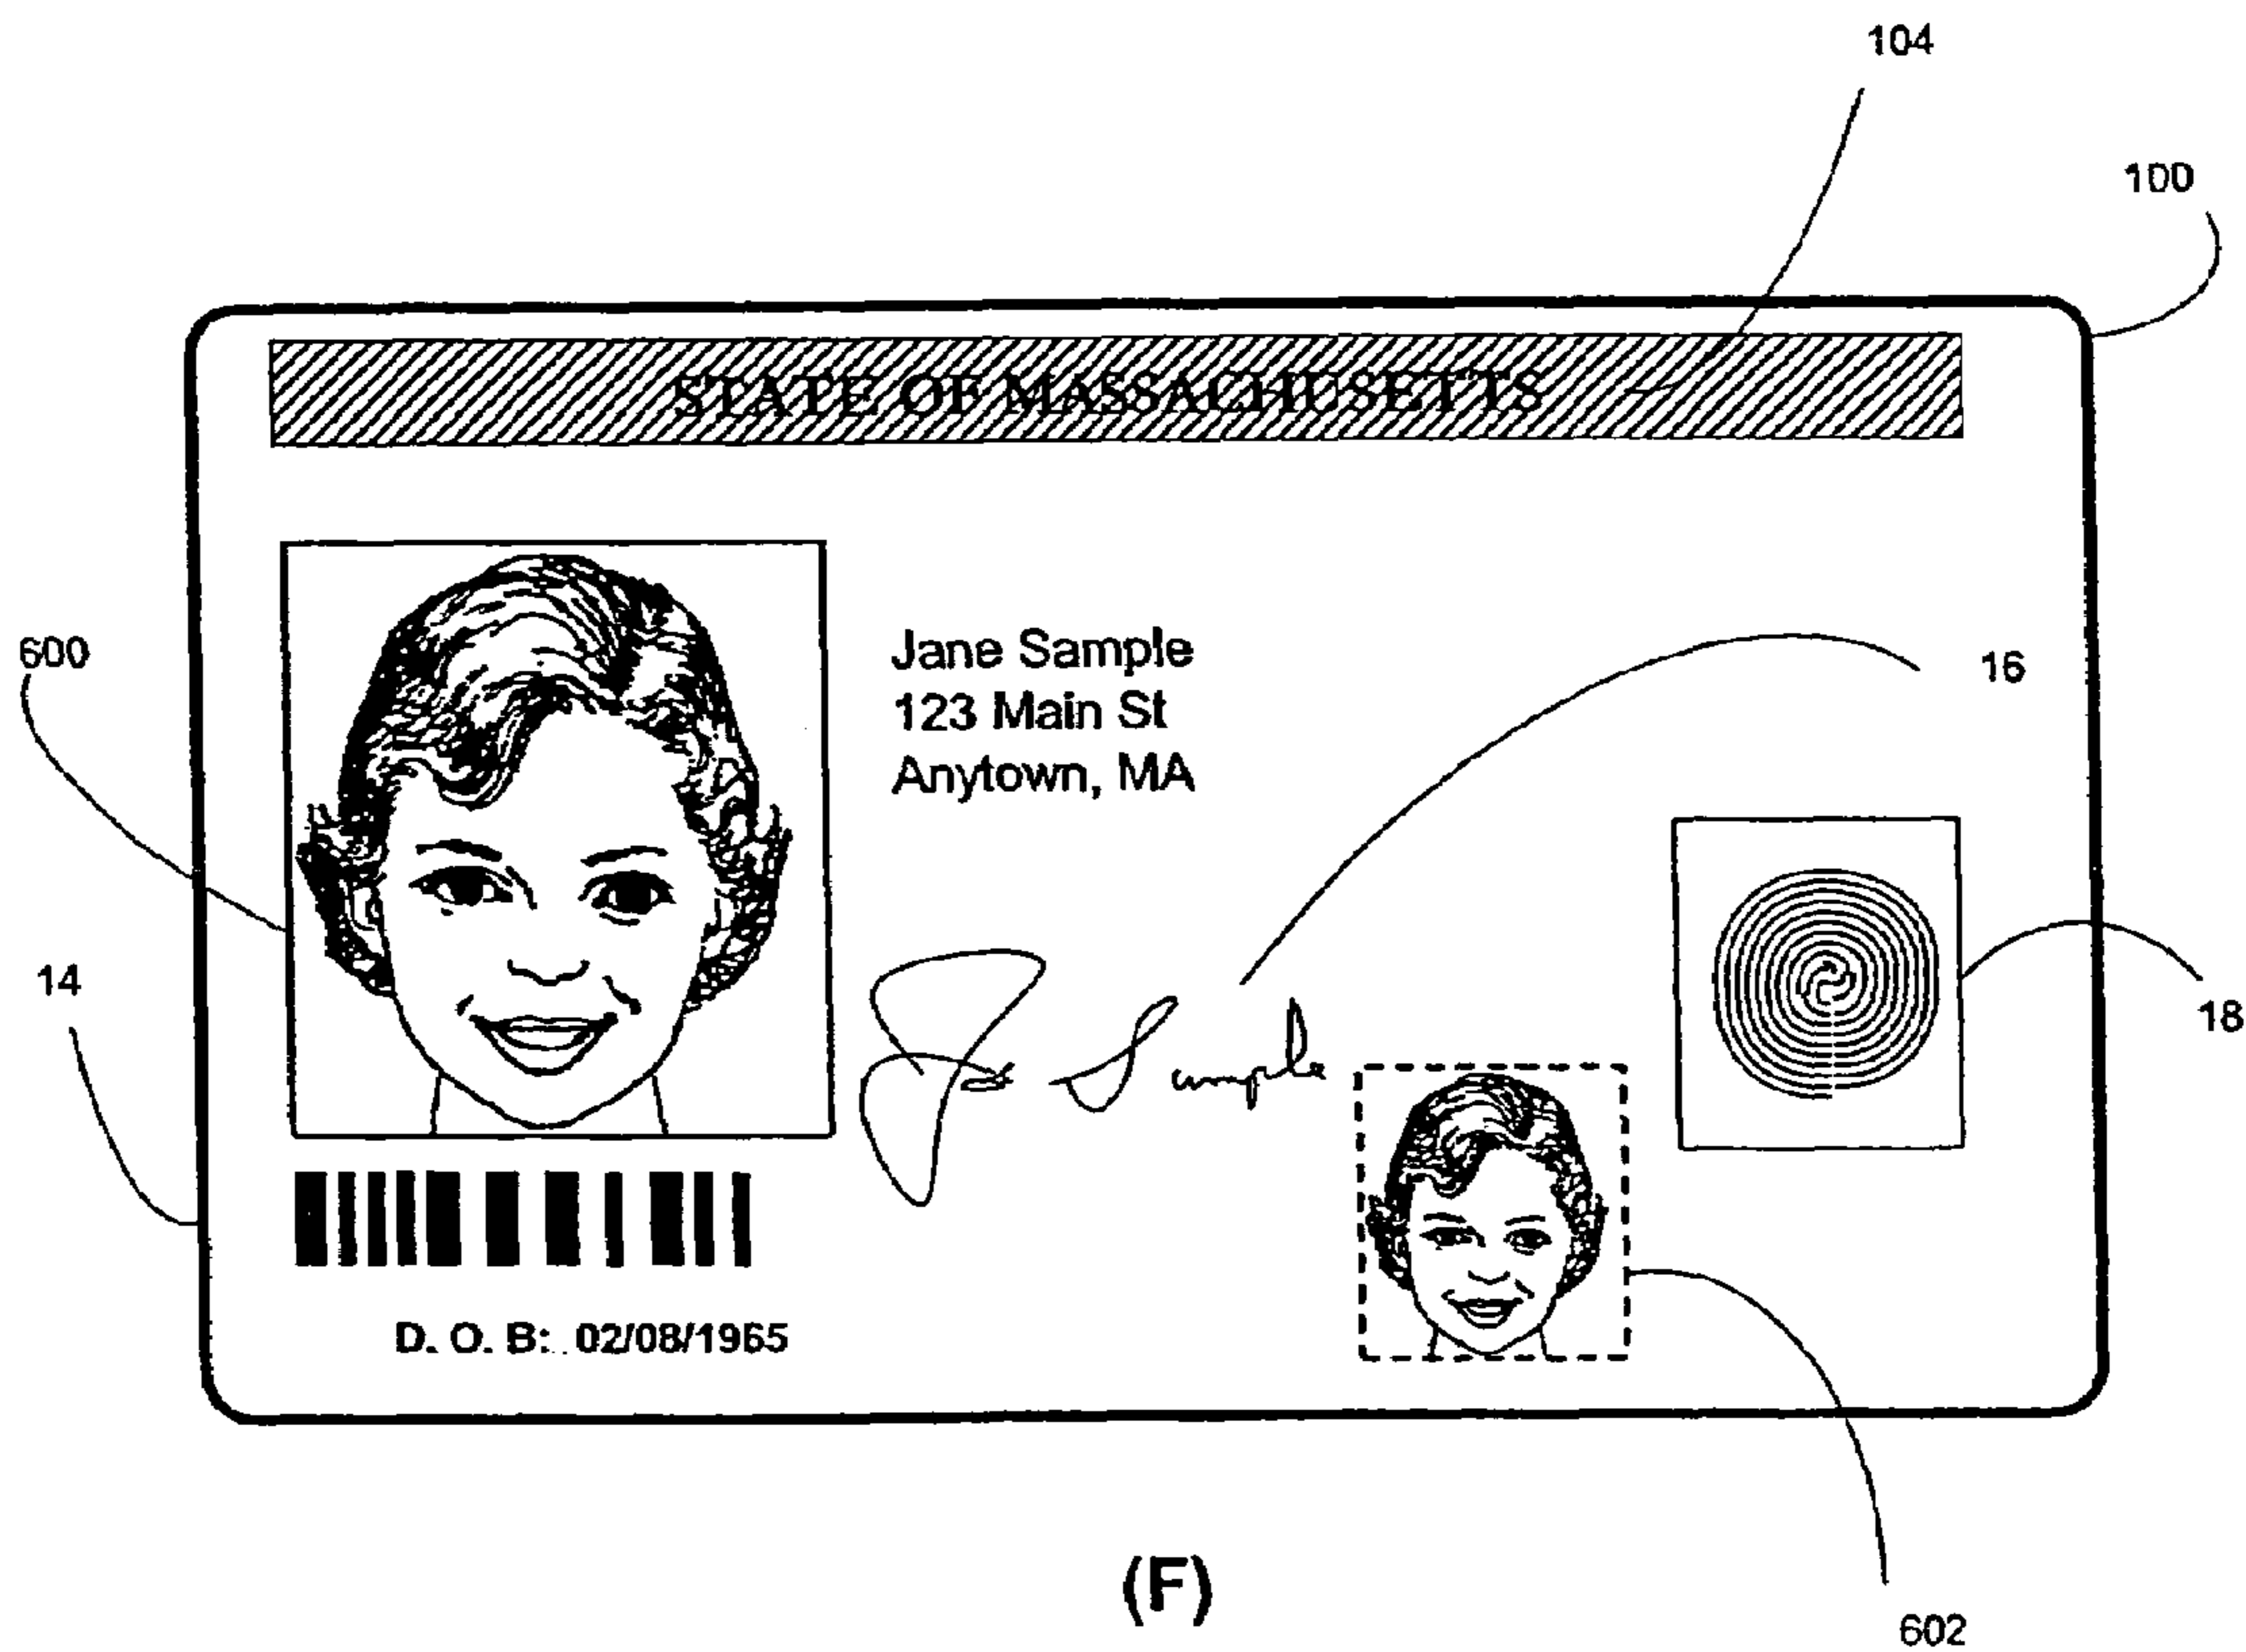 104
100
STATE OF MASSACHUSETTS
600
Jane Sample
123 Main St
Anytown, MA
16
14
18
Sample
D. O. B: 02/08/1965
(F)
602